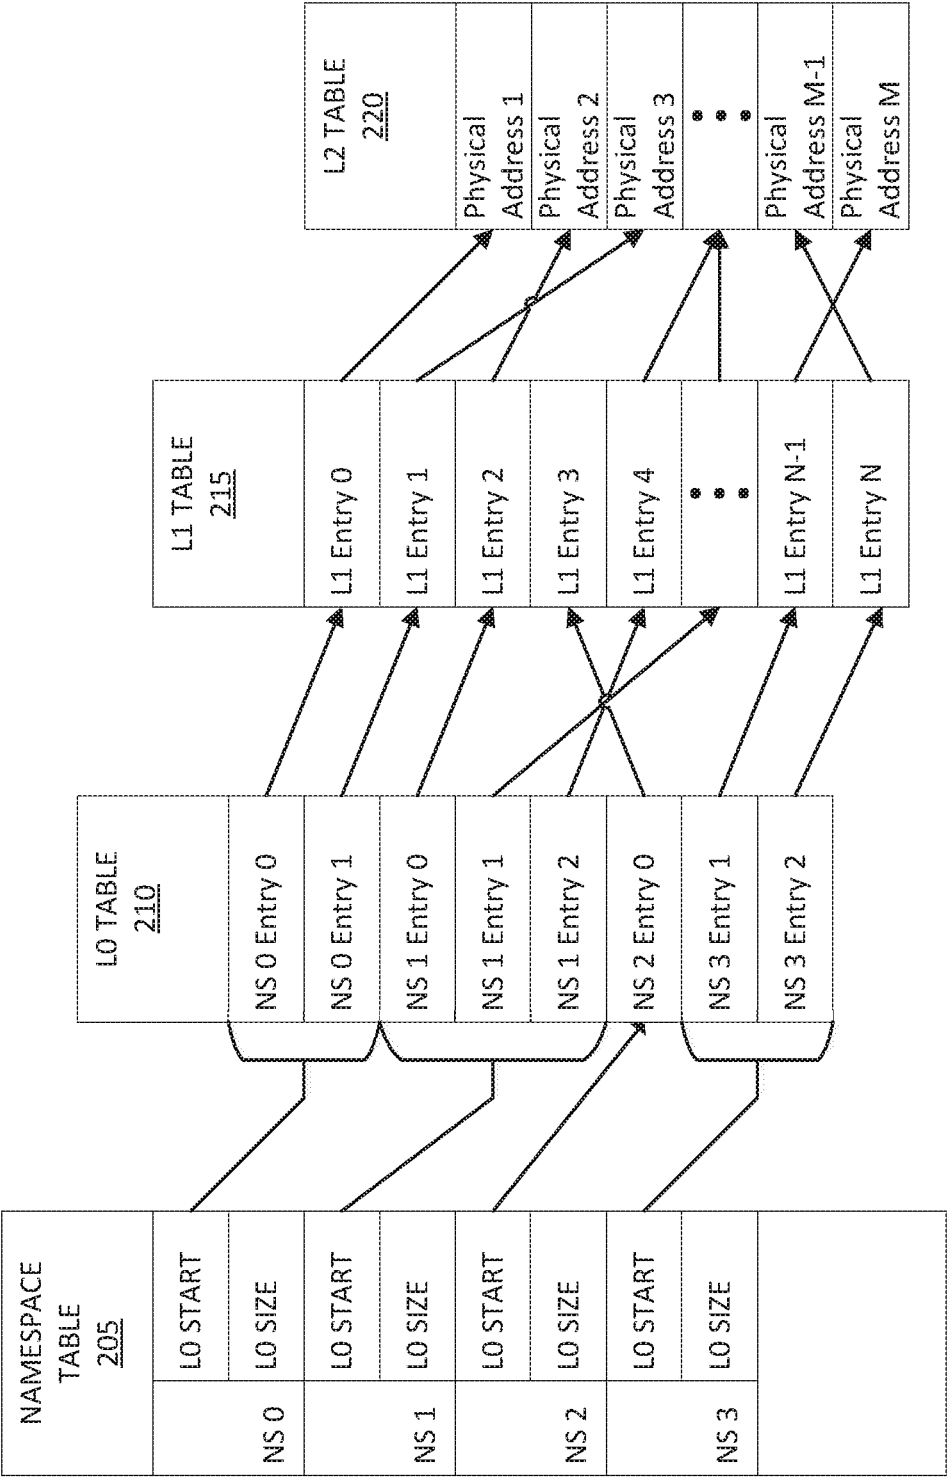 NAMESPACE
TABLE
205
NS 0
L0 START
L0 SIZE
NS 1
L0 START
L0 SIZE
NS 2
L0 START
L0 SIZE
NS 3
L0 START
L0 SIZE
L0 TABLE
210
NS 0 Entry 0
NS 0 Entry 1
NS 1 Entry 0
NS 1 Entry 1
NS 1 Entry 2
NS 2 Entry 0
NS 3 Entry 1
NS 3 Entry 2
L1 TABLE
215
L1 Entry 0
L1 Entry 1
L1 Entry 2
L1 Entry 3
L1 Entry 4
L1 Entry N-1
L1 Entry N
L2 TABLE
220
Physical
Address 1
Physical
Address 2
Physical
Address 3
Physical
Address M-1
Physical
Address M